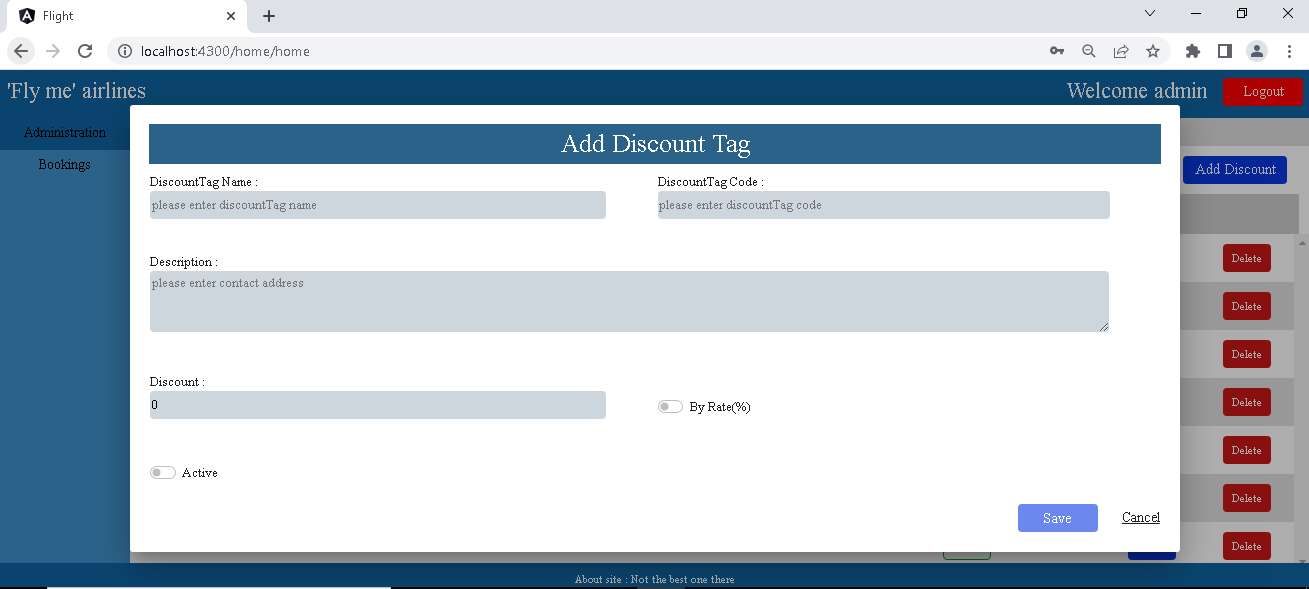 Flight
localhost:4300/home/home
'Fly me' airlines
Welcome admin
Logout
Administration
Bookings
Add Discount
Add Discount Tag
DiscountTag Name :
DiscountTag Code :
please enter discountTag name
please enter discountTag code
Description :
please enter contact address
Discount :
0
By Rate(%)
Active
Save
Cancel
Delete
Delete
Delete
Delete
Delete
Delete
Delete
About site : Not the best one there